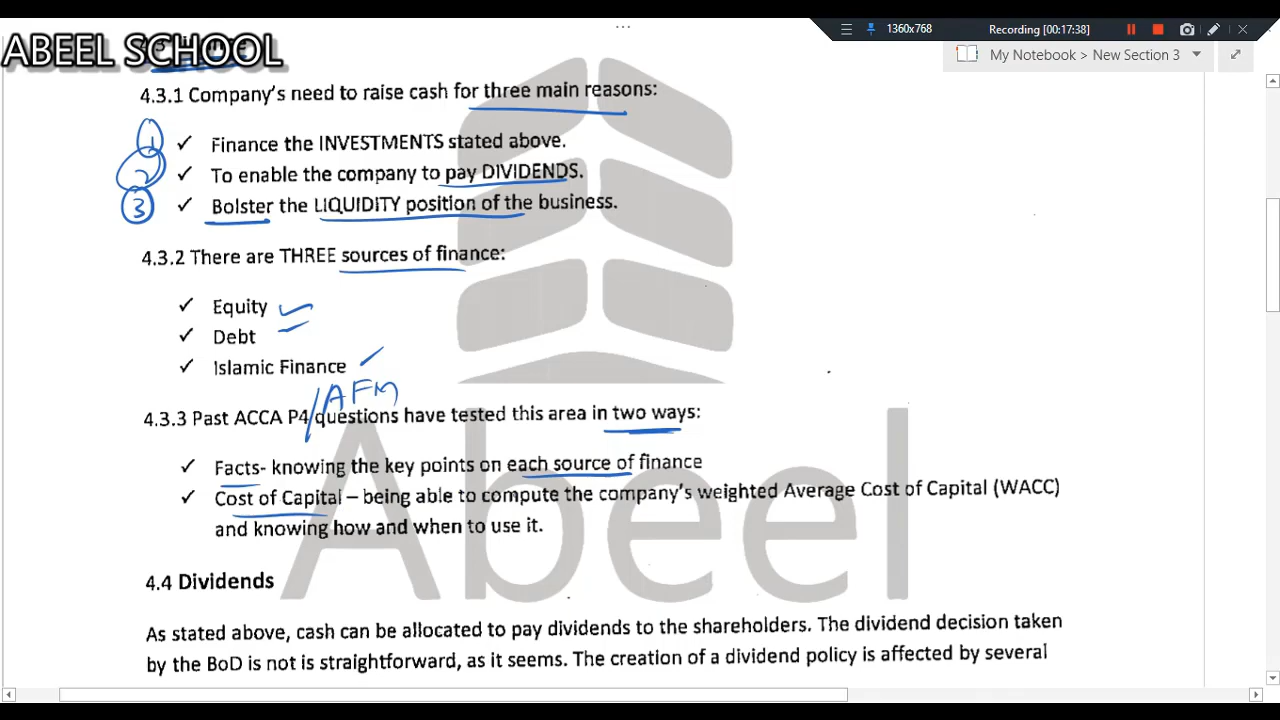 1360x768
Recording [00:17:38]
ABEEL SCHOOL
My Notebook > New Section 3
4.3.1 Company's need to raise cash for three main reasons:
1 ✓ Finance the INVESTMENTS stated above.
2 ✓ To enable the company to pay DIVIDENDS.
3 ✓ Bolster the LIQUIDITY position of the business.
4.3.2 There are THREE sources of finance:
✓ Equity
✓ Debt
✓ Islamic Finance
/AFM
4.3.3 Past ACCA P4 questions have tested this area in two ways:
✓ Facts- knowing the key points on each source of finance
✓ Cost of Capital – being able to compute the company's weighted Average Cost of Capital (WACC)
and knowing how and when to use it.
Abeel
4.4 Dividends
As stated above, cash can be allocated to pay dividends to the shareholders. The dividend decision taken
by the BoD is not is straightforward, as it seems. The creation of a dividend policy is affected by several